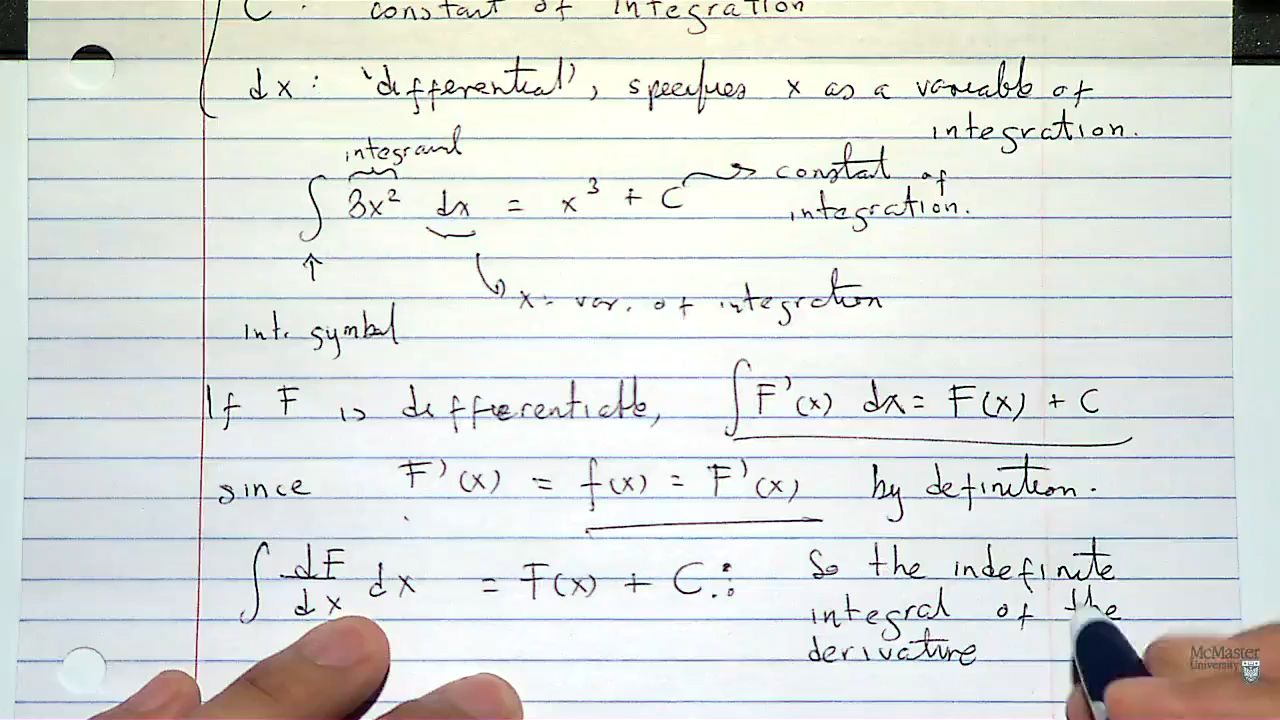 C : constant of integration
dx : 'differential', specifies x as a variable of
integration.
integrand
∫ 3x² dx = x³ + C → constat of
integration.
↑
x = var. of integration
Int. symbol
If F is differentiable, ∫F'(x) dx = F(x) + C
since F'(x) = f(x) = F'(x) by definition.
∫ dF/dx dx = F(x) + C. : So the indefinite
integral of the
derivature
McMaster
University